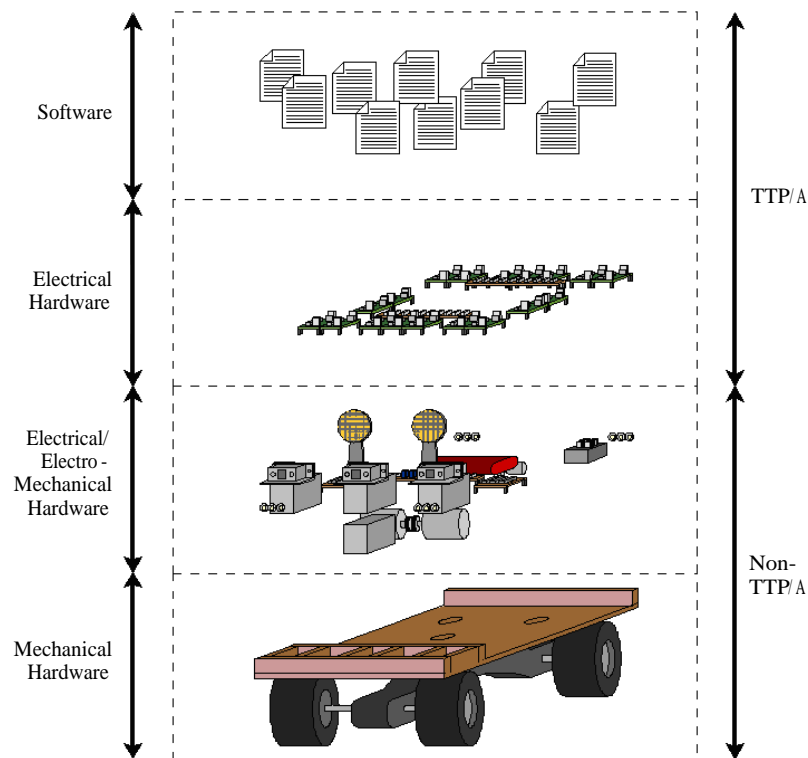 Software
TTP/A
Electrical
Hardware
Electrical/
Electro-
Mechanical
Hardware
Non-
TTP/A
Mechanical
Hardware